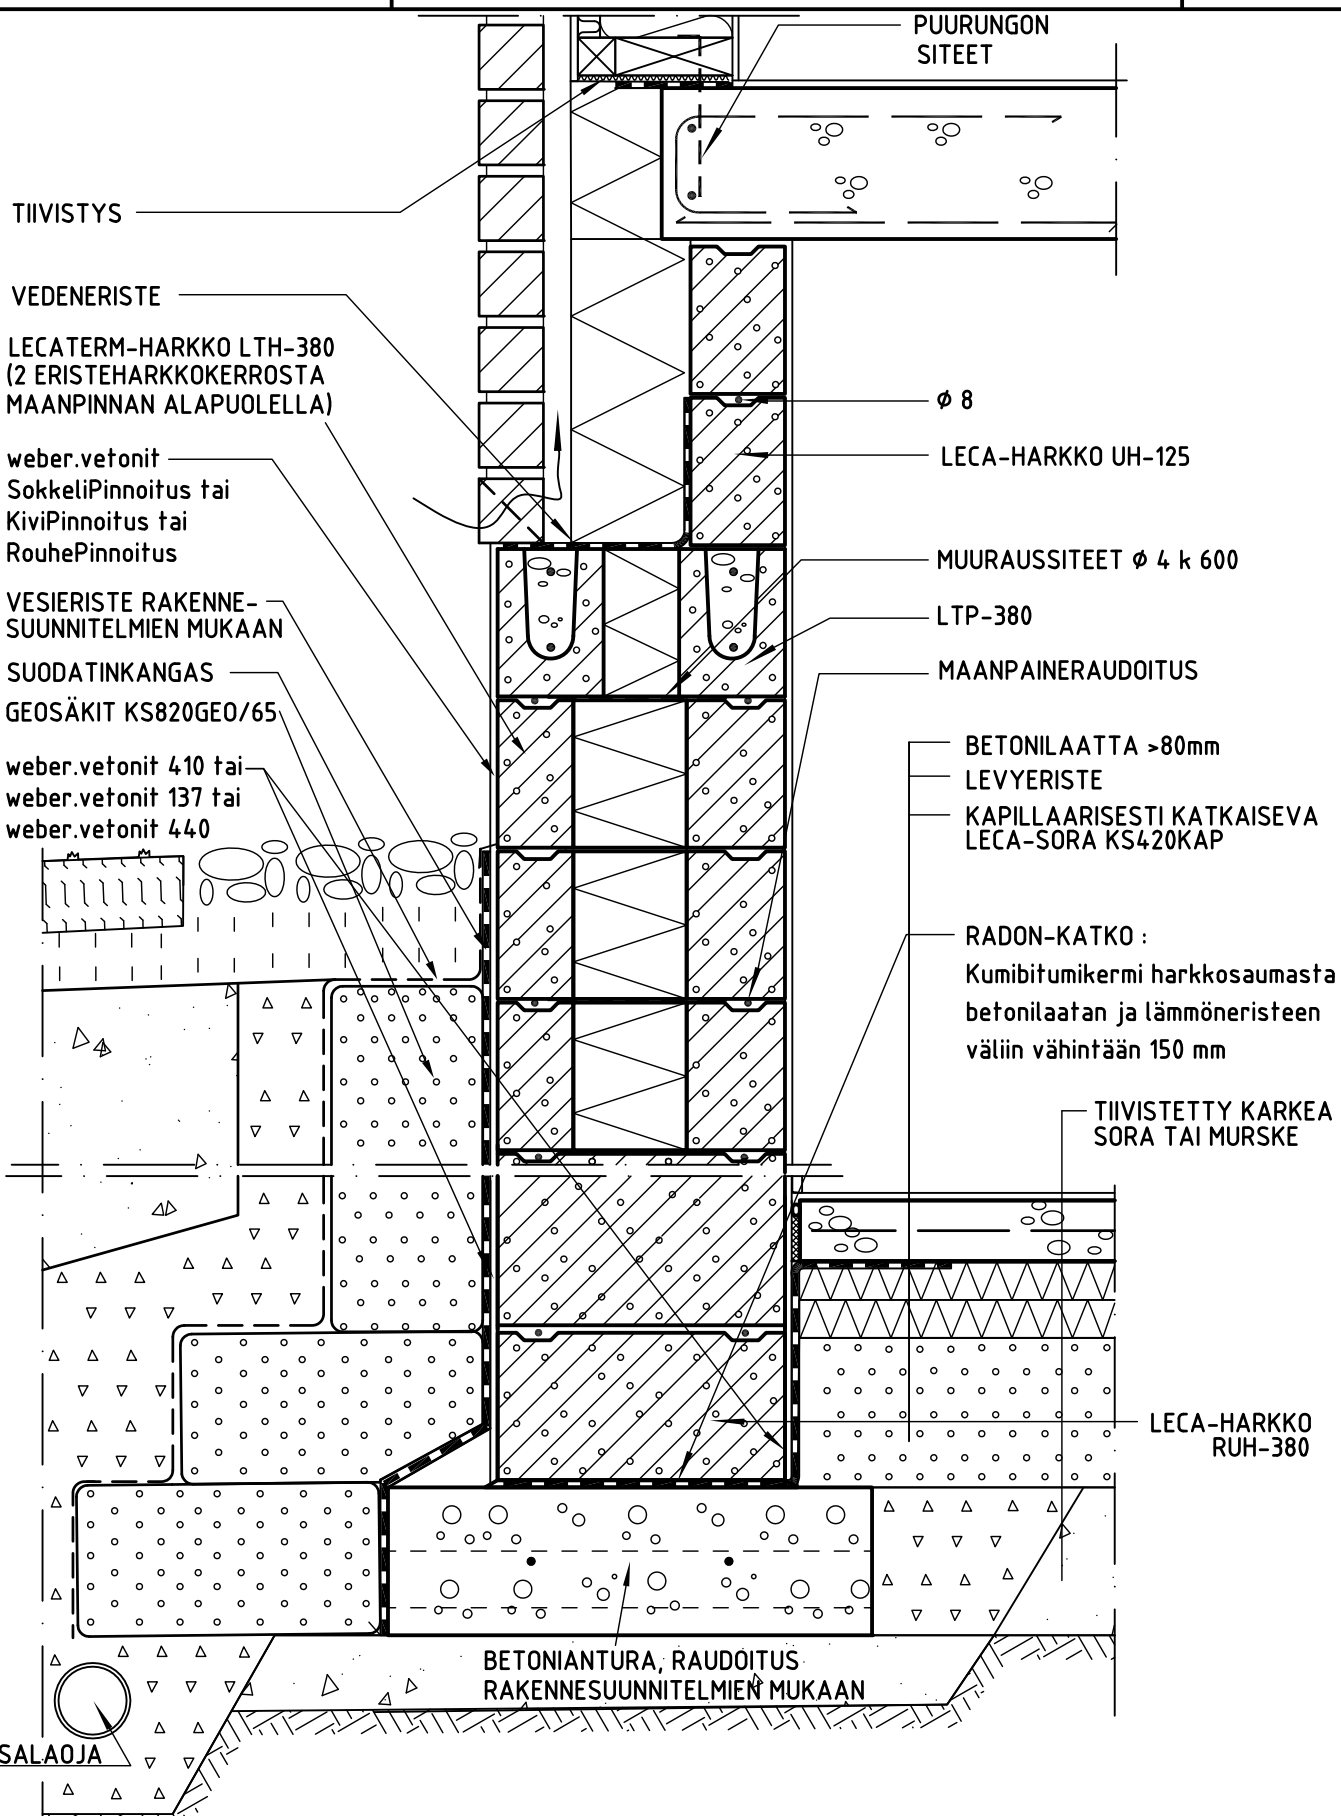 PUURUNGON
SITEET
TIIVISTYS
VEDENERISTE
LECATERM-HARKKO LTH-380
(2 ERISTEHARKKOKERROSTA
MAANPINNAN ALAPUOLELLA)
weber.vetonit
SokkeliPinnoitus tai
KiviPinnoitus tai
RouhePinnoitus
VESIERISTE RAKENNE-
SUUNNITELMIEN MUKAAN
SUODATINKANGAS
GEOSÄKIT KS820GEO/65
weber.vetonit 410 tai
weber.vetonit 137 tai
weber.vetonit 440
Ø 8
LECA-HARKKO UH-125
MUURAUSSITEET Ø 4 k 600
LTP-380
MAANPAINERAUDOITUS
BETONILAATTA >80mm
LEVYERISTE
KAPILLAARISESTI KATKAISEVA
LECA-SORA KS420KAP
RADON-KATKO :
Kumibitumikermi harkkosaumasta
betonilaatan ja lämmöneristeen
väliin vähintään 150 mm
TIIVISTETTY KARKEA
SORA TAI MURSKE
LECA-HARKKO
RUH-380
BETONIANTURA, RAUDOITUS
RAKENNESUUNNITELMIEN MUKAAN
SALAOJA